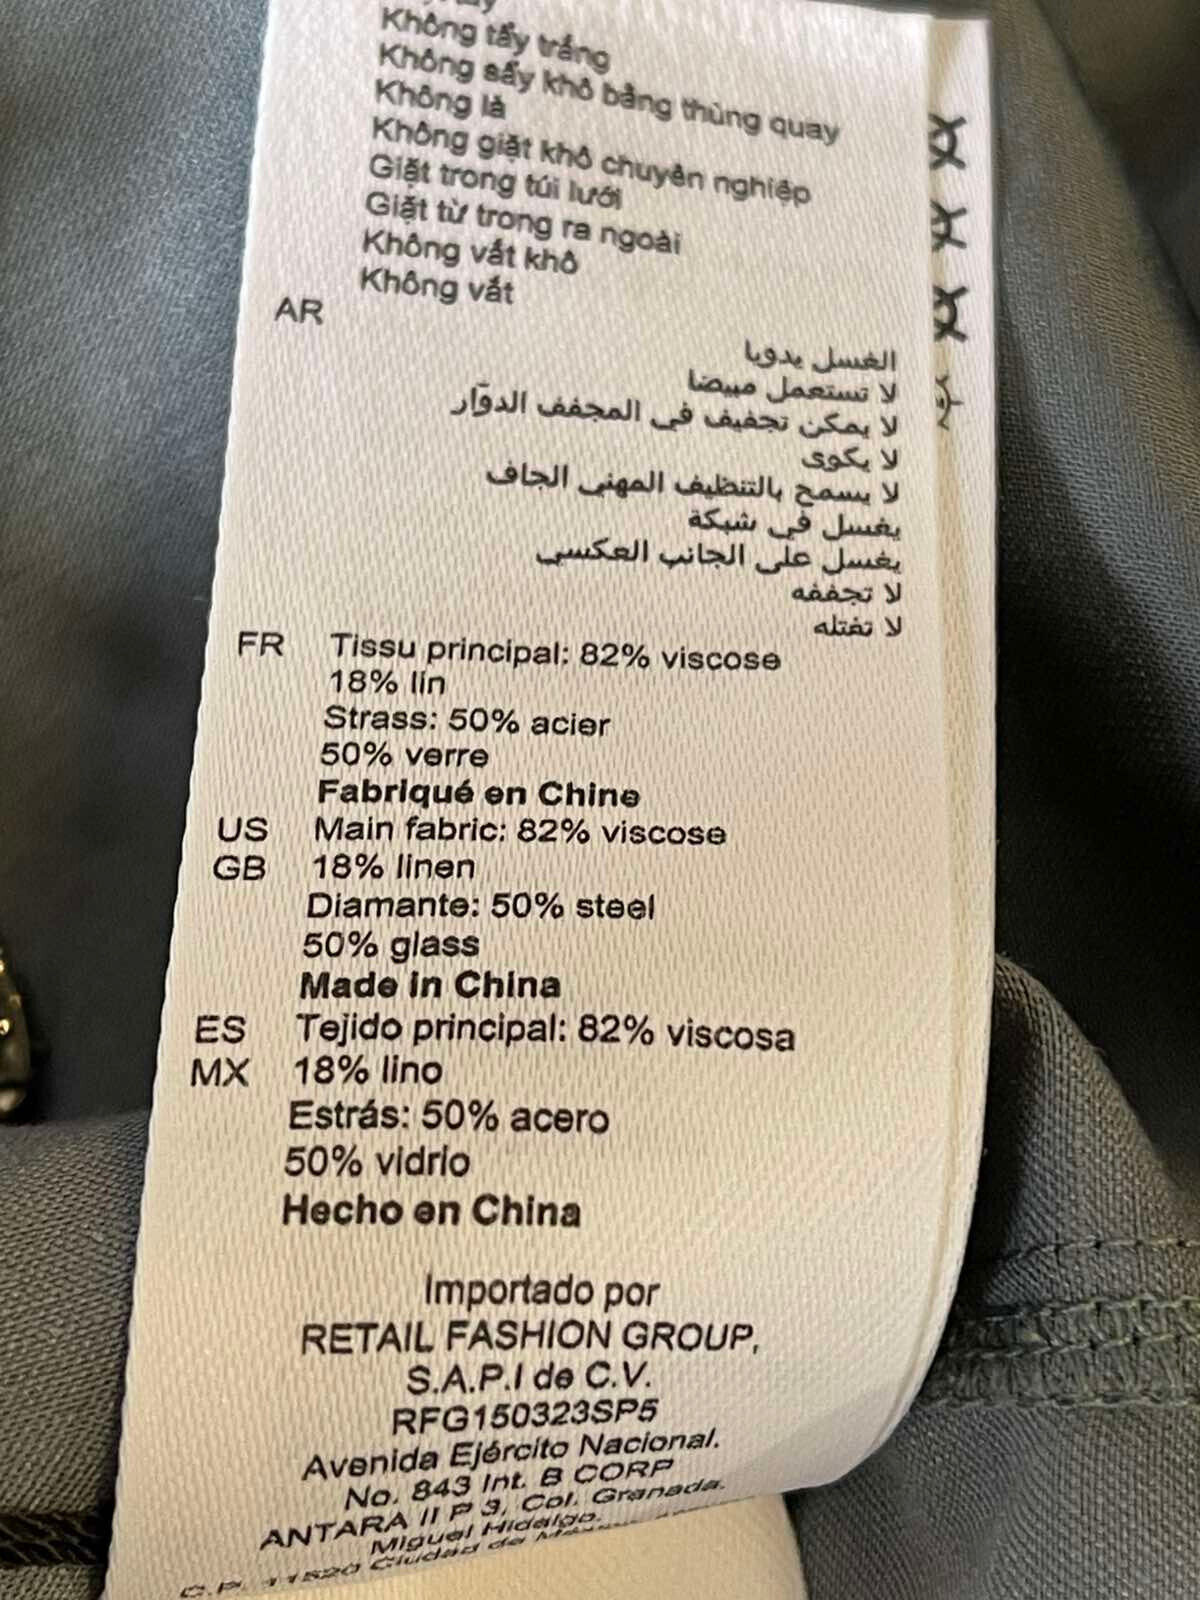 Không tẩy trắng
Không sấy khô bằng thùng quay
Không là
Không giặt khô chuyên nghiệp
Giặt trong túi lưới
Giặt từ trong ra ngoài
Không vắt khô
Không vắt
AR
الغسل يدويا
لا تستعمل مبيضا
لا يمكن تجفيف في المجفف الدوّار
لا يكوى
لا يسمح بالتنظيف المهني الجاف
يغسل في شبكة
يغسل على الجانب العكسي
لا تجففه
لا تفتله
FR Tissu principal: 82% viscose
18% lin
Strass: 50% acier
50% verre
Fabriqué en Chine
US Main fabric: 82% viscose
GB 18% linen
Diamante: 50% steel
50% glass
Made in China
ES Tejido principal: 82% viscosa
MX 18% lino
Estrás: 50% acero
50% vidrio
Hecho en China
Importado por
RETAIL FASHION GROUP,
S.A.P.I de C.V.
RFG150323SP5
Avenida Ejército Nacional.
No. 843 Int. B CORP
ANTARA II P 3, Col. Granada.
Miguel Hidalgo.
C.P. 11520 Ciudad de